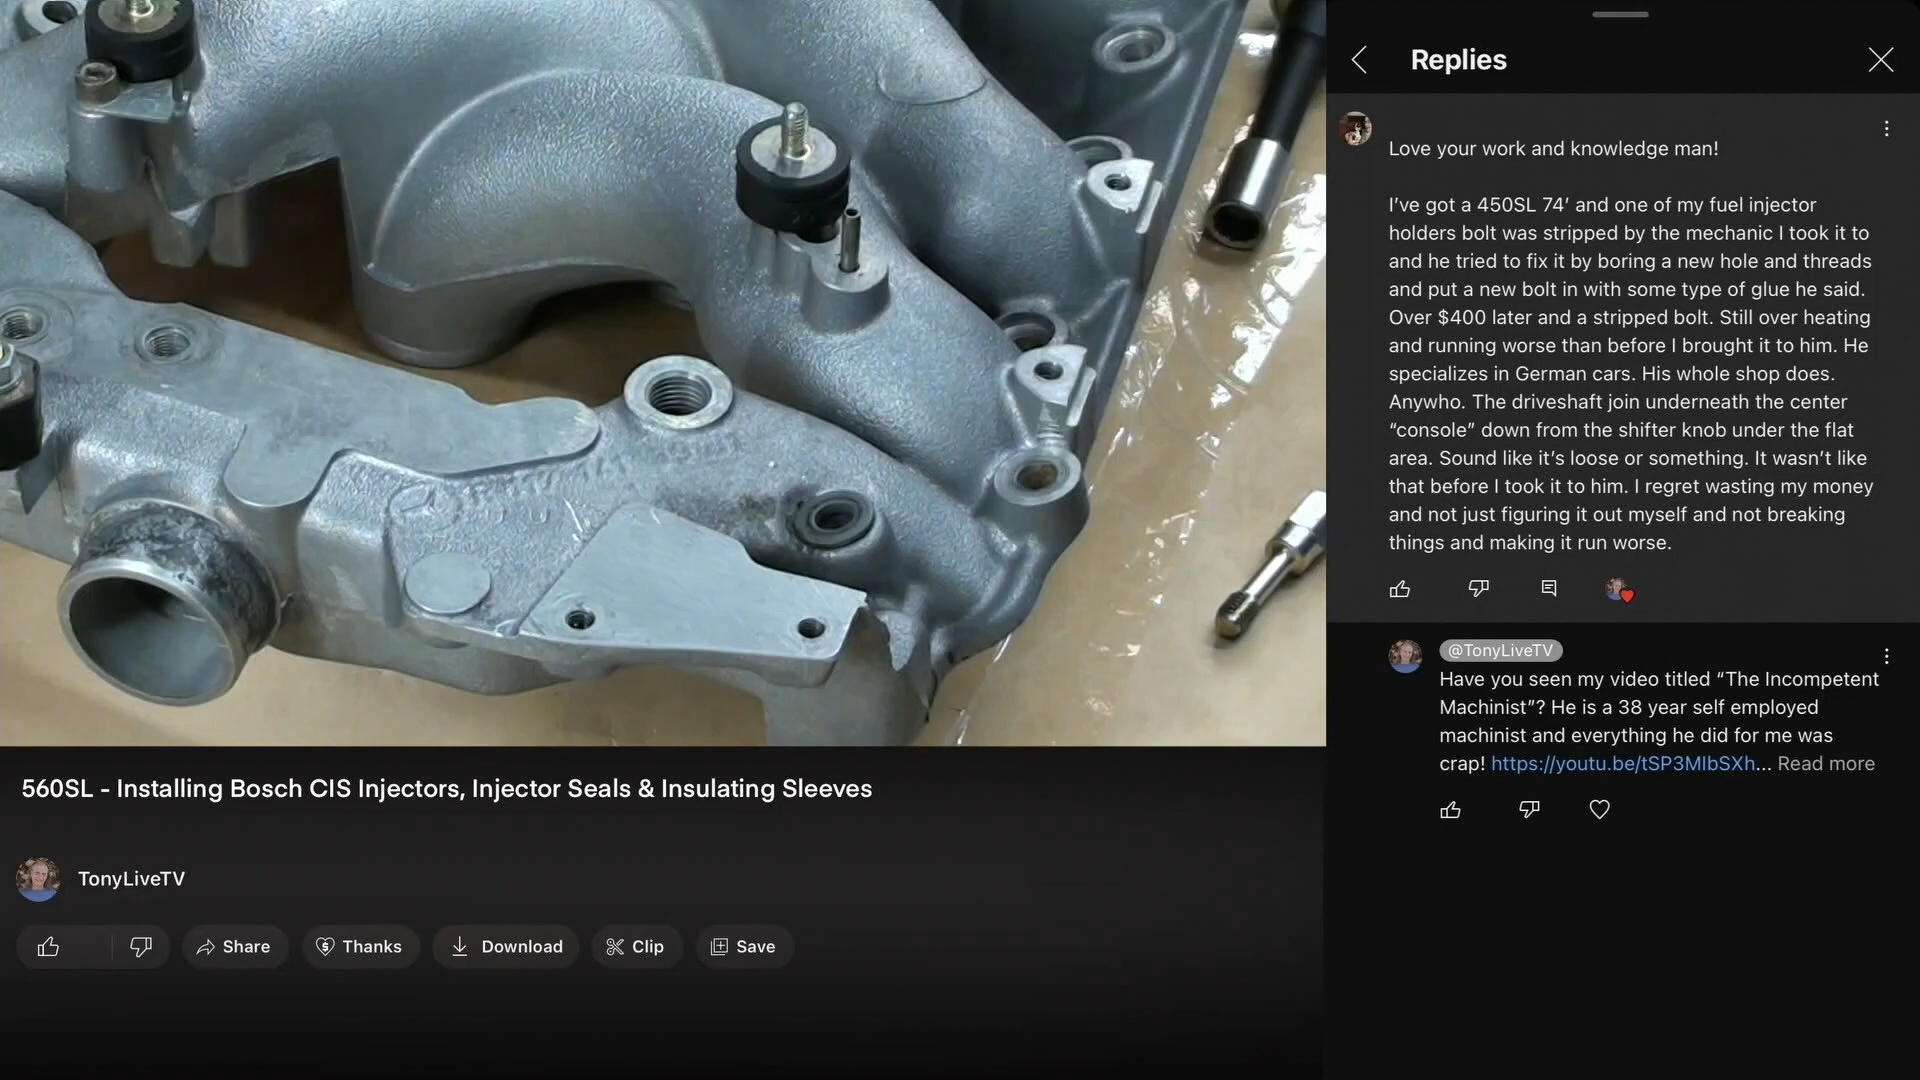 Replies
Love your work and knowledge man!
I’ve got a 450SL 74’ and one of my fuel injector
holders bolt was stripped by the mechanic I took it to
and he tried to fix it by boring a new hole and threads
and put a new bolt in with some type of glue he said.
Over $400 later and a stripped bolt. Still over heating
and running worse than before I brought it to him. He
specializes in German cars. His whole shop does.
Anywho. The driveshaft join underneath the center
“console” down from the shifter knob under the flat
area. Sound like it’s loose or something. It wasn’t like
that before I took it to him. I regret wasting my money
and not just figuring it out myself and not breaking
things and making it run worse.
@TonyLiveTV
Have you seen my video titled “The Incompetent
Machinist”? He is a 38 year self employed
machinist and everything he did for me was
crap! https://youtu.be/tSP3MIbSXh... Read more
560SL - Installing Bosch CIS Injectors, Injector Seals & Insulating Sleeves
TonyLiveTV
Share Thanks Download Clip Save